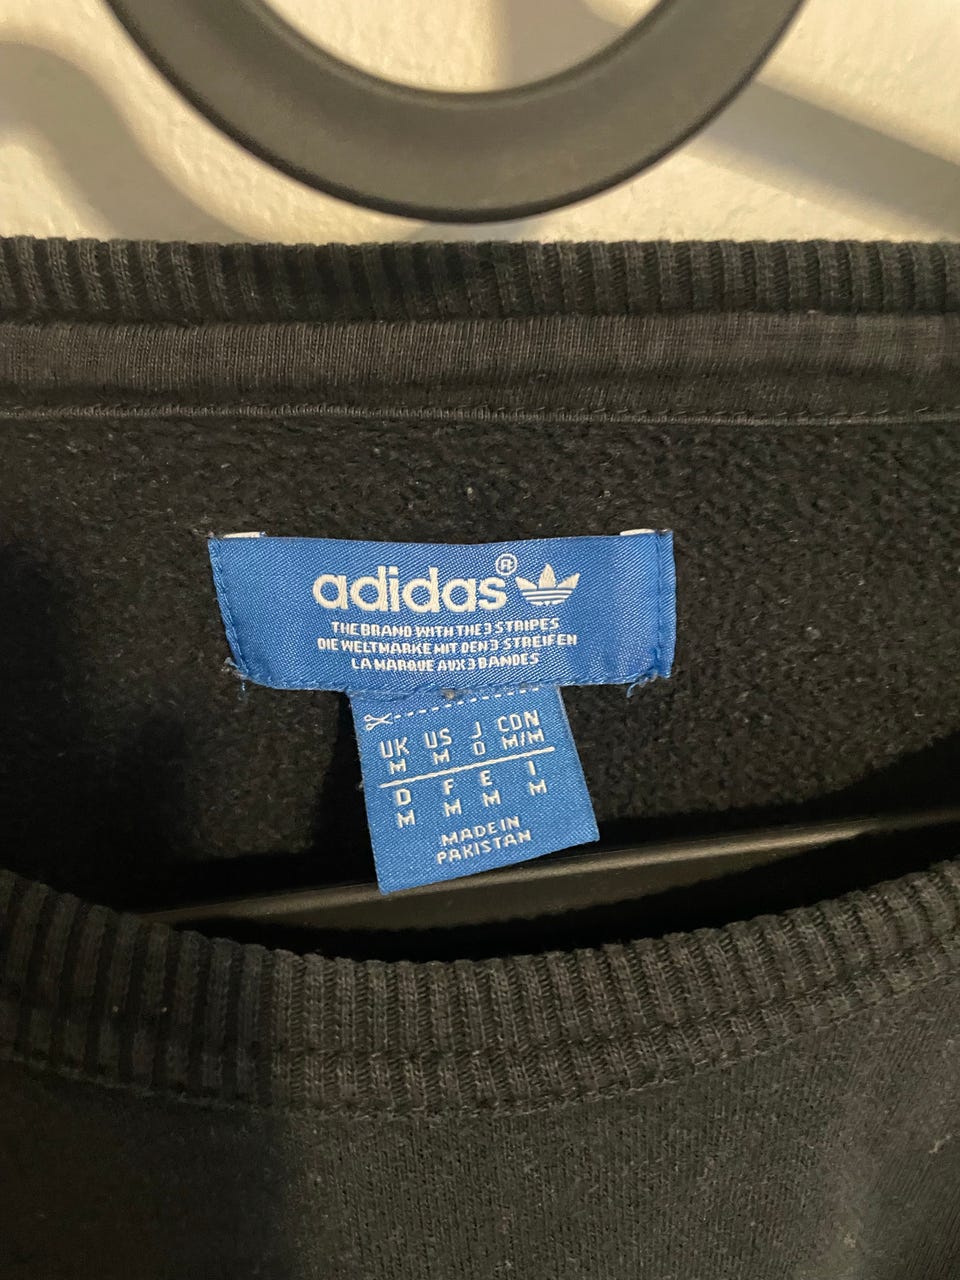 adidas®
THE BRAND WITH THE 3 STRIPES
DIE WELTMARKE MIT DEN 3 STREIFEN
LA MARQUE AUX 3 BANDES
UK US J CDN
M M O M/M
D F E I
M M M M
MADE IN
PAKISTAN